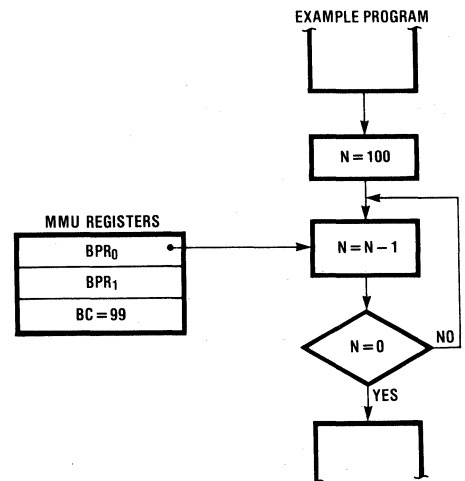 EXAMPLE PROGRAM
N = 100
MMU REGISTERS
BPR0
BPR1
BC = 99
N = N − 1
N = 0
NO
YES